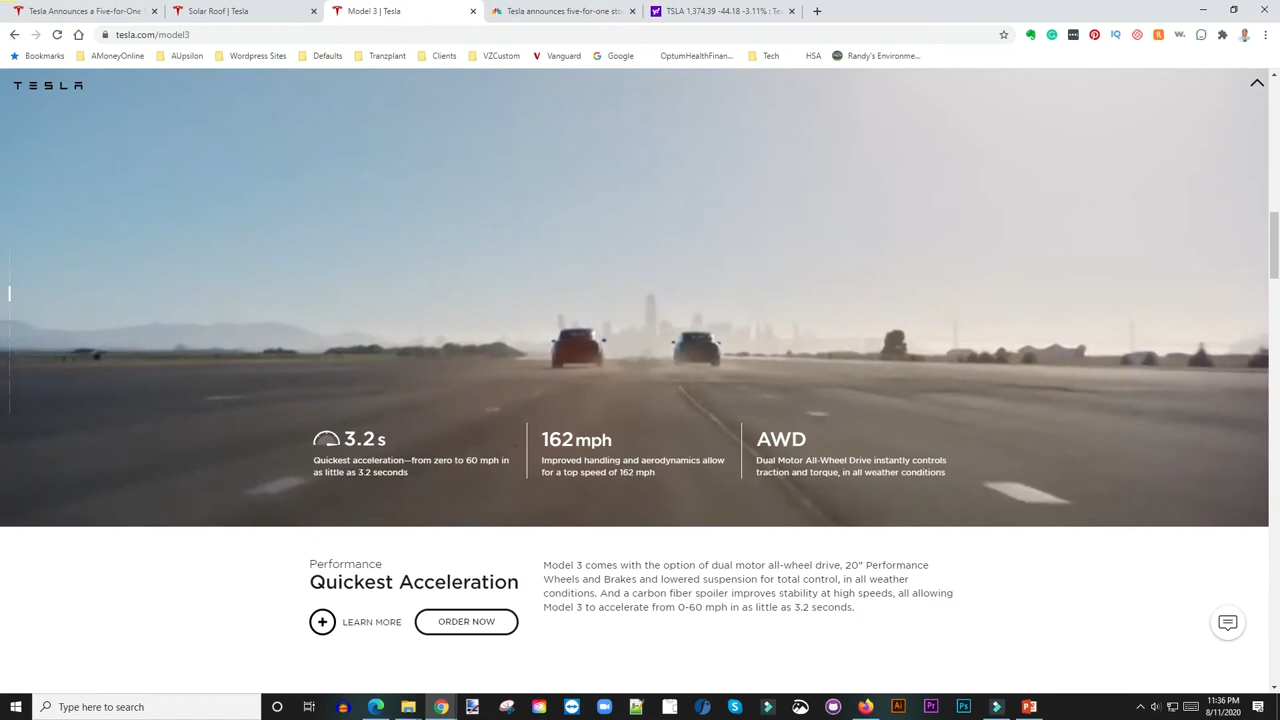 Tesla Announces a Five-for-One S
Solar Roof | Tesla
Model 3 | Tesla
Tesla announces five-for-one sto
TSLA 1,374.39 -44.18 -3.11% : Te
tesla.com/model3
Bookmarks
AMoneyOnline
AUpsilon
Wordpress Sites
Defaults
Tranzplant
Clients
VZCustom
Vanguard
Google
OptumHealthFinan...
Tech
HSA
Randy's Environme...
TESLA
3.2 s
Quickest acceleration—from zero to 60 mph in
as little as 3.2 seconds
162 mph
Improved handling and aerodynamics allow
for a top speed of 162 mph
AWD
Dual Motor All-Wheel Drive instantly controls
traction and torque, in all weather conditions
Performance
Quickest Acceleration
LEARN MORE
ORDER NOW
Model 3 comes with the option of dual motor all-wheel drive, 20” Performance
Wheels and Brakes and lowered suspension for total control, in all weather
conditions. And a carbon fiber spoiler improves stability at high speeds, all allowing
Model 3 to accelerate from 0-60 mph in as little as 3.2 seconds.
Type here to search
11:36 PM
8/11/2020